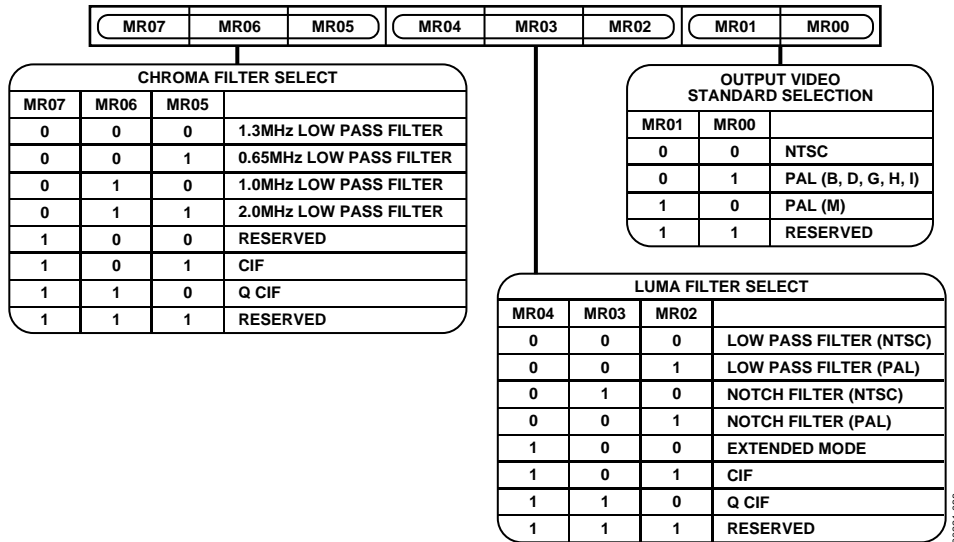 MR07 MR06 MR05 MR04 MR03 MR02 MR01 MR00
CHROMA FILTER SELECT
MR07 MR06 MR05
0 0 0 1.3MHz LOW PASS FILTER
0 0 1 0.65MHz LOW PASS FILTER
0 1 0 1.0MHz LOW PASS FILTER
0 1 1 2.0MHz LOW PASS FILTER
1 0 0 RESERVED
1 0 1 CIF
1 1 0 Q CIF
1 1 1 RESERVED
OUTPUT VIDEO
STANDARD SELECTION
MR01 MR00
0 0 NTSC
0 1 PAL (B, D, G, H, I)
1 0 PAL (M)
1 1 RESERVED
LUMA FILTER SELECT
MR04 MR03 MR02
0 0 0 LOW PASS FILTER (NTSC)
0 0 1 LOW PASS FILTER (PAL)
0 1 0 NOTCH FILTER (NTSC)
0 0 1 NOTCH FILTER (PAL)
1 0 0 EXTENDED MODE
1 0 1 CIF
1 1 0 Q CIF
1 1 1 RESERVED